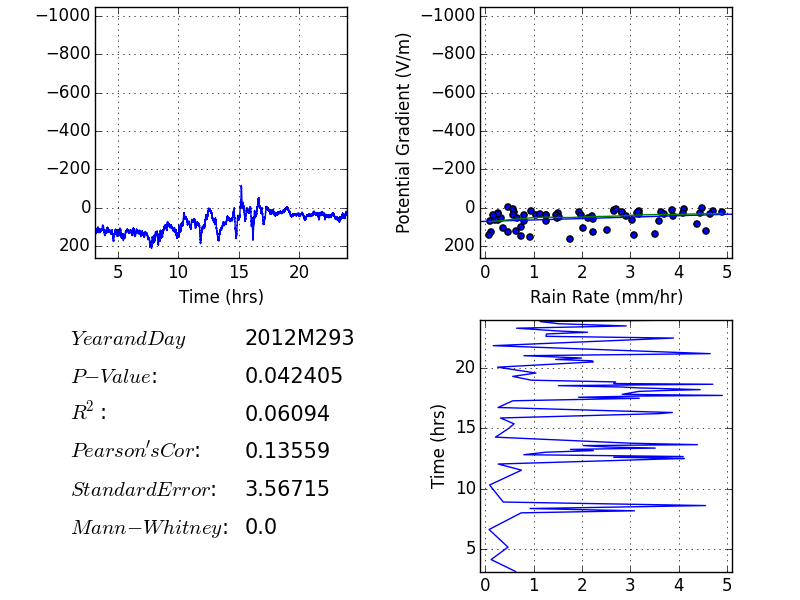 −1000
−800
−600
−400
−200
0
200
5 10 15 20
Time (hrs)
Potential Gradient (V/m)
−1000
−800
−600
−400
−200
0
200
0 1 2 3 4 5
Rain Rate (mm/hr)
YearandDay 2012M293
P−Value: 0.042405
R²: 0.06094
Pearson'sCor: 0.13559
StandardError: 3.56715
Mann−Whitney: 0.0
Time (hrs)
20
15
10
5
0 1 2 3 4 5